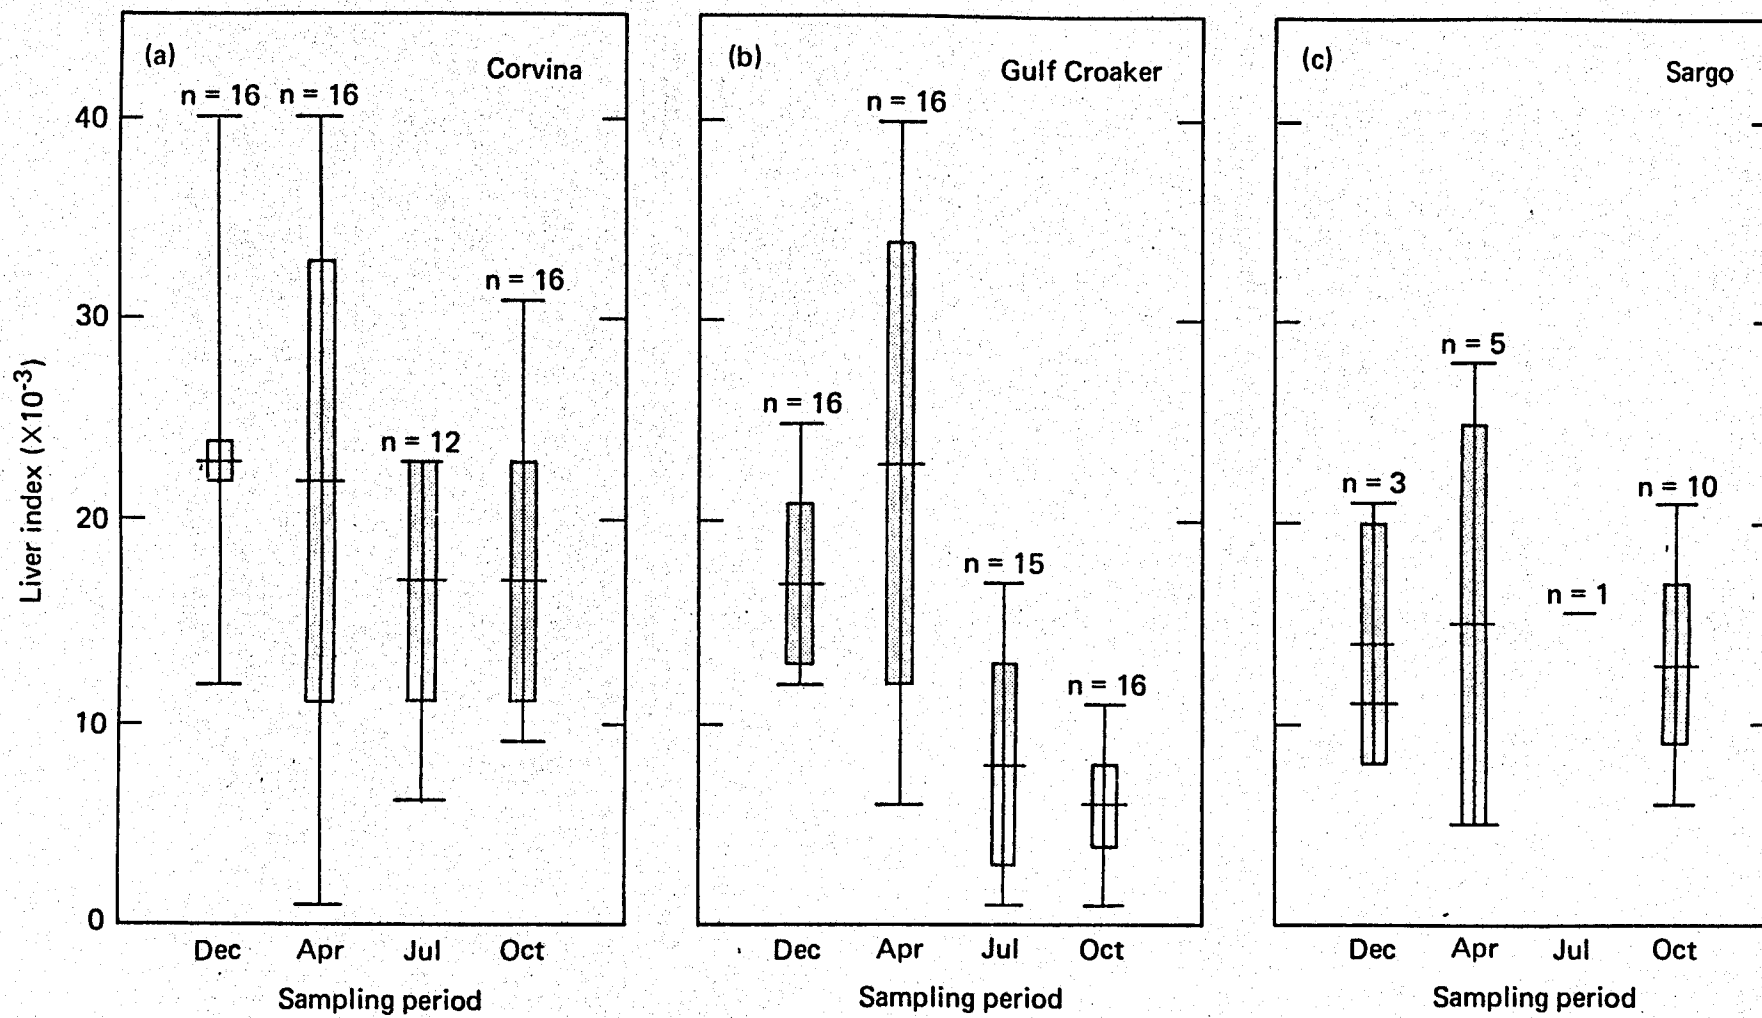 (a)
Corvina
n = 16
n = 16
n = 12
n = 16
40
30
20
10
0
Liver index (X10⁻³)
Dec Apr Jul Oct
Sampling period
(b)
Gulf Croaker
n = 16
n = 16
n = 15
n = 16
Dec Apr Jul Oct
Sampling period
(c)
Sargo
n = 3
n = 5
n = 1
n = 10
Dec Apr Jul Oct
Sampling period